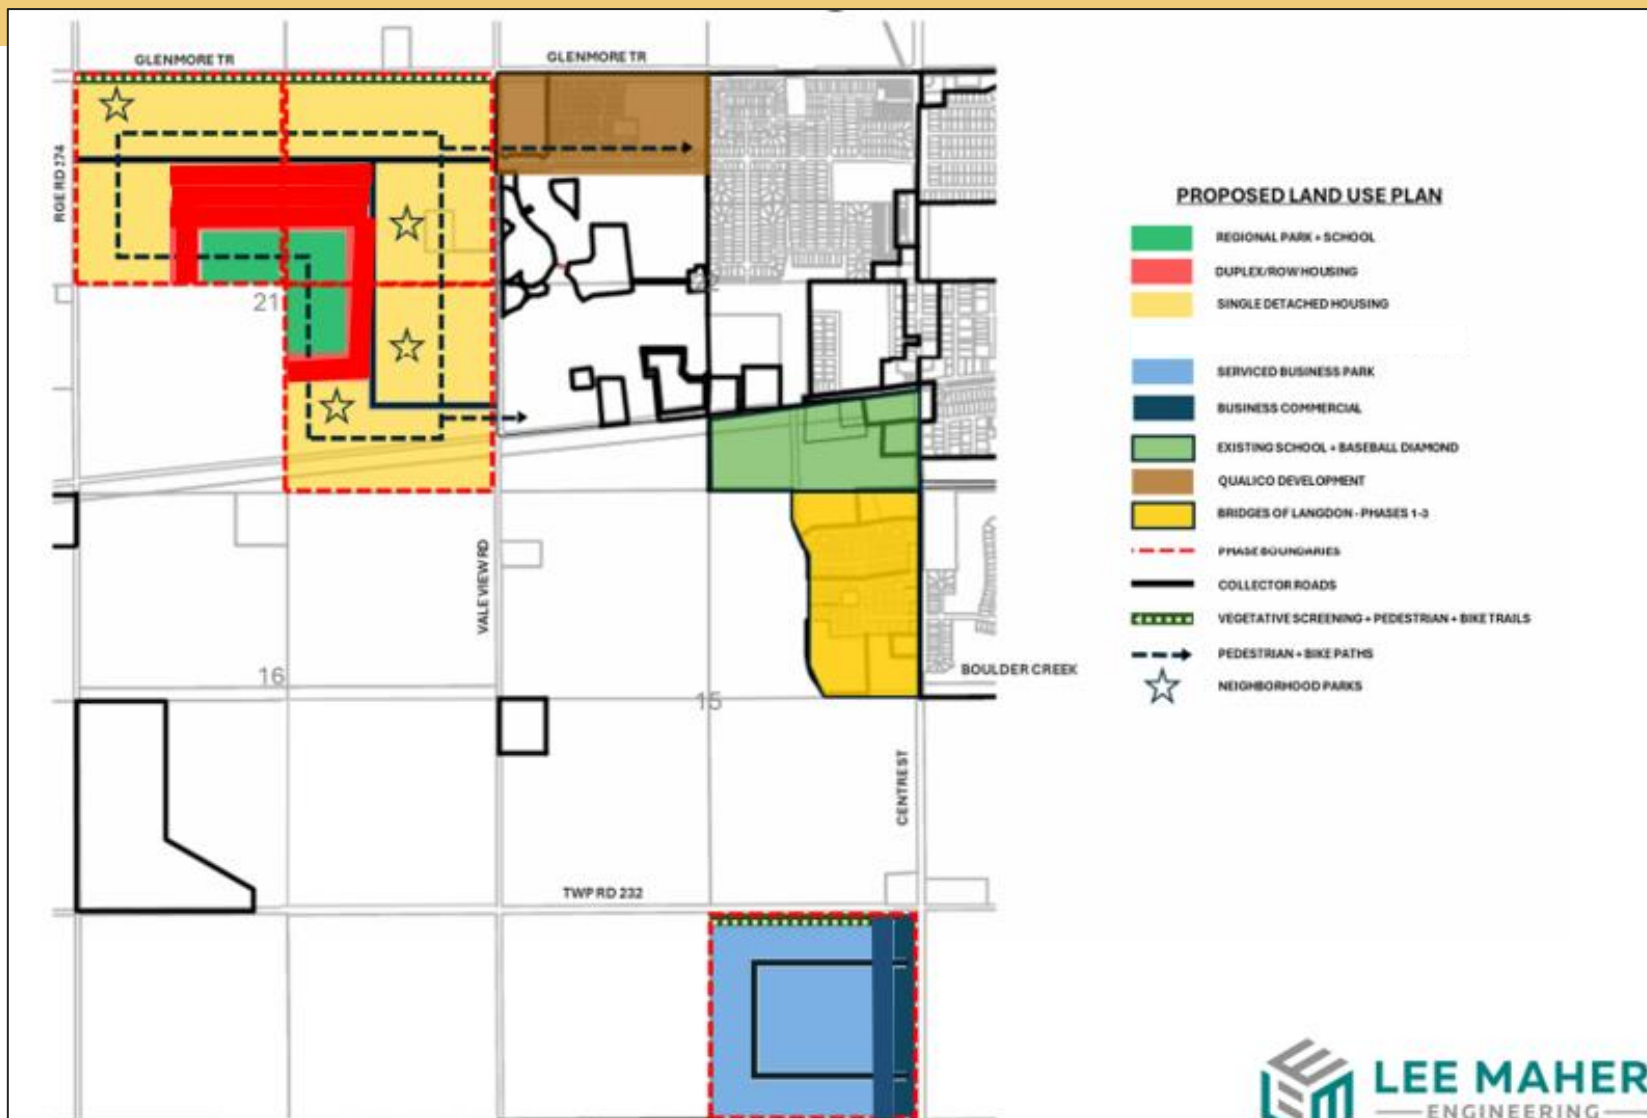 GLENMORE TR
GLENMORE TR
RGE RD 274
21
22
VALE VIEW RD
16
15
BOULDER CREEK
CENTRE ST
TWP RD 232
PROPOSED LAND USE PLAN
REGIONAL PARK + SCHOOL
DUPLEX/ROW HOUSING
SINGLE DETACHED HOUSING
SERVICED BUSINESS PARK
BUSINESS COMMERCIAL
EXISTING SCHOOL + BASEBALL DIAMOND
QUALICO DEVELOPMENT
BRIDGES OF LANGDON - PHASES 1-3
PHASE BOUNDARIES
COLLECTOR ROADS
VEGETATIVE SCREENING + PEDESTRIAN + BIKE TRAILS
PEDESTRIAN + BIKE PATHS
NEIGHBORHOOD PARKS
LEE MAHER
ENGINEERING